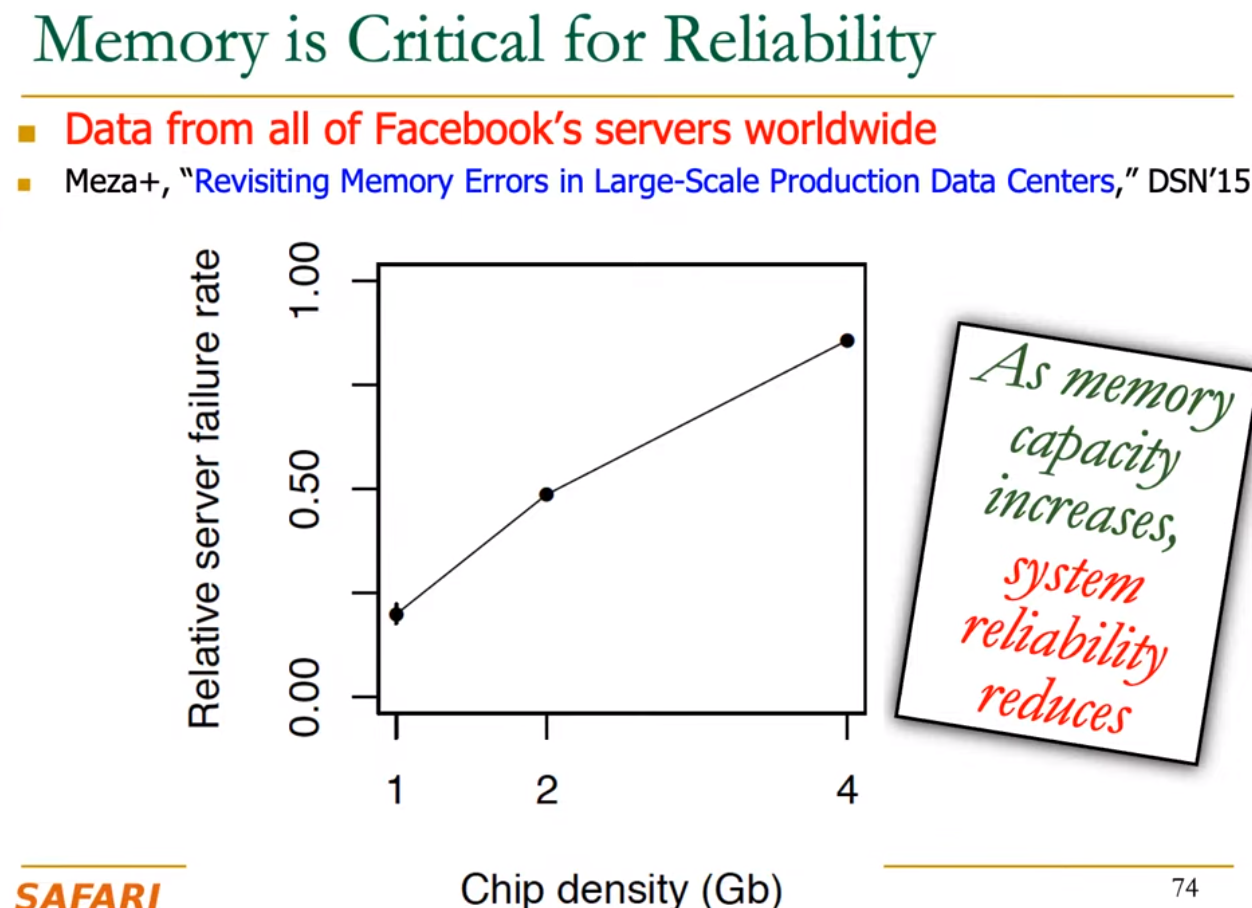 Memory is Critical for Reliability
Data from all of Facebook's servers worldwide
Meza+, “Revisiting Memory Errors in Large-Scale Production Data Centers,” DSN'15
Relative server failure rate
1.00
0.50
0.00
1 2 4
Chip density (Gb)
As memory
capacity
increases,
system
reliability
reduces
SAFARI
74